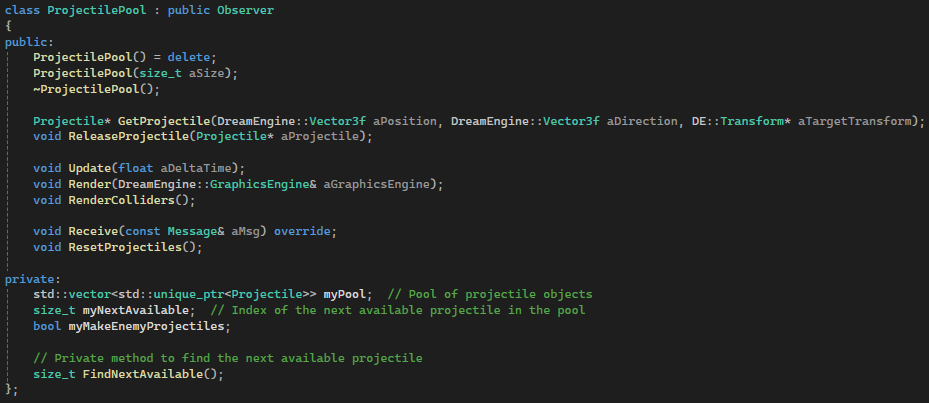 class ProjectilePool : public Observer
{
public:
    ProjectilePool() = delete;
    ProjectilePool(size_t aSize);
    ~ProjectilePool();

    Projectile* GetProjectile(DreamEngine::Vector3f aPosition, DreamEngine::Vector3f aDirection, DE::Transform* aTargetTransform);
    void ReleaseProjectile(Projectile* aProjectile);

    void Update(float aDeltaTime);
    void Render(DreamEngine::GraphicsEngine& aGraphicsEngine);
    void RenderColliders();

    void Receive(const Message& aMsg) override;
    void ResetProjectiles();

private:
    std::vector<std::unique_ptr<Projectile>> myPool;  // Pool of projectile objects
    size_t myNextAvailable;  // Index of the next available projectile in the pool
    bool myMakeEnemyProjectiles;

    // Private method to find the next available projectile
    size_t FindNextAvailable();
};